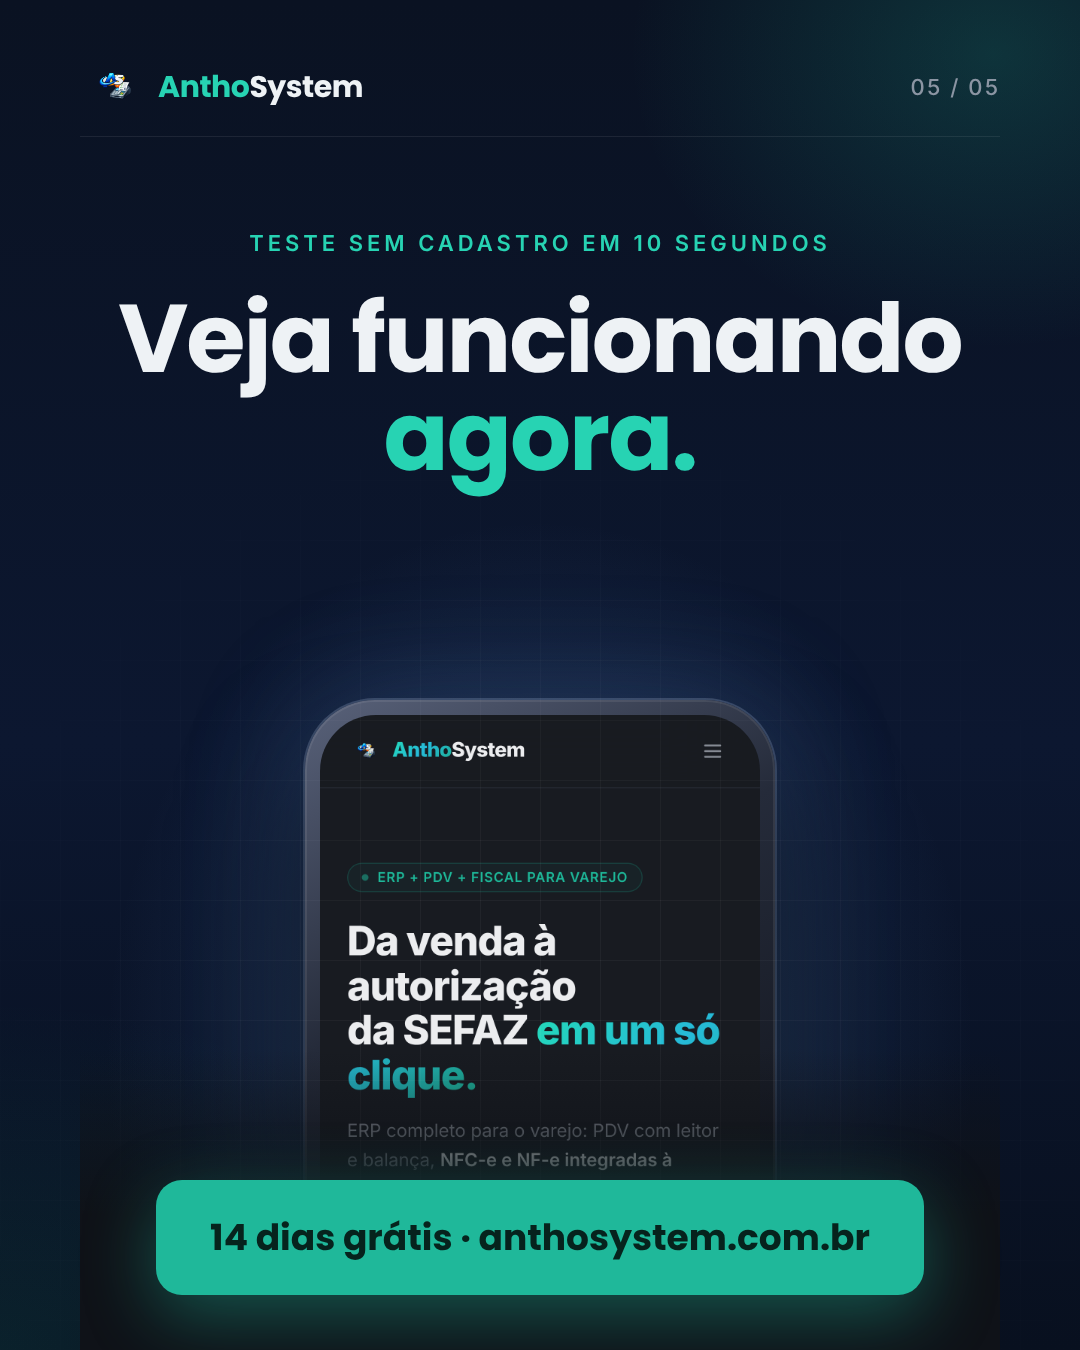 AnthoSystem
05 / 05
TESTE SEM CADASTRO EM 10 SEGUNDOS
Veja funcionando
agora.
AnthoSystem
ERP + PDV + FISCAL PARA VAREJO
Da venda à
autorização
da SEFAZ em um só
clique.
ERP completo para o varejo: PDV com leitor
e balança, NFC-e e NF-e integradas à
14 dias grátis · anthosystem.com.br